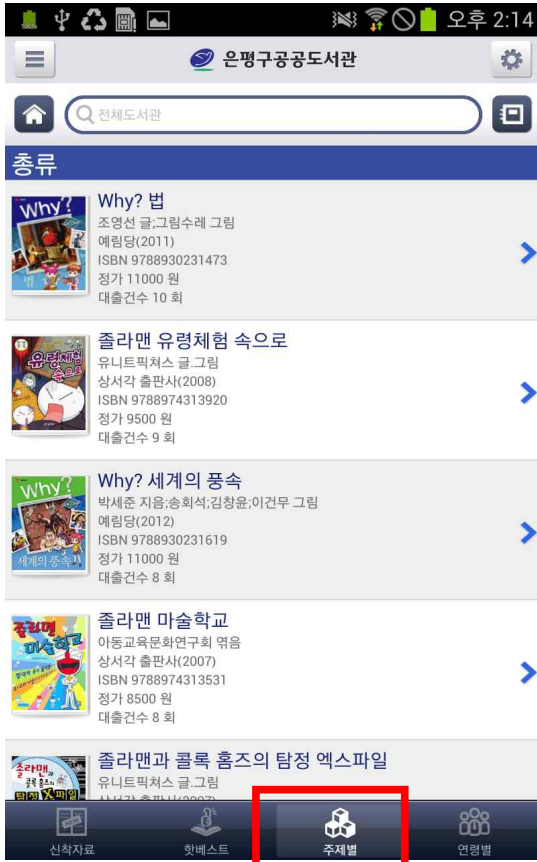 오후 2:14
은평구공공도서관
전체도서관
총류
Why? 법
조영선 글;그림수레 그림
예림당(2011)
ISBN 9788930231473
정가 11000 원
대출건수 10 회
졸라맨 유령체험 속으로
유니트픽쳐스 글.그림
상서각 출판사(2008)
ISBN 9788974313920
정가 9500 원
대출건수 9 회
Why? 세계의 풍속
박세준 지음;송회석;김창윤;이건무 그림
예림당(2012)
ISBN 9788930231619
정가 11000 원
대출건수 8 회
졸라맨 마술학교
아동교육문화연구회 엮음
상서각 출판사(2007)
ISBN 9788974313531
정가 8500 원
대출건수 8 회
졸라맨과 콜록 홈즈의 탐정 엑스파일
유니트픽쳐스 글.그림
상서각 출판사(2007)
신착자료
핫베스트
주제별
연령별